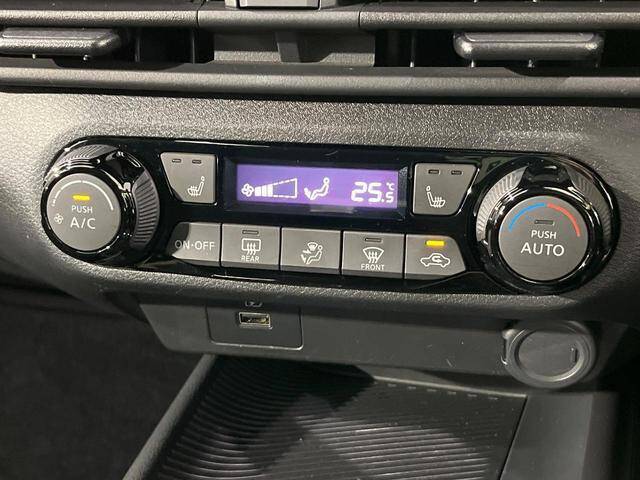 25.5°C
PUSH
A/C
ON·OFF
REAR
FRONT
PUSH
AUTO